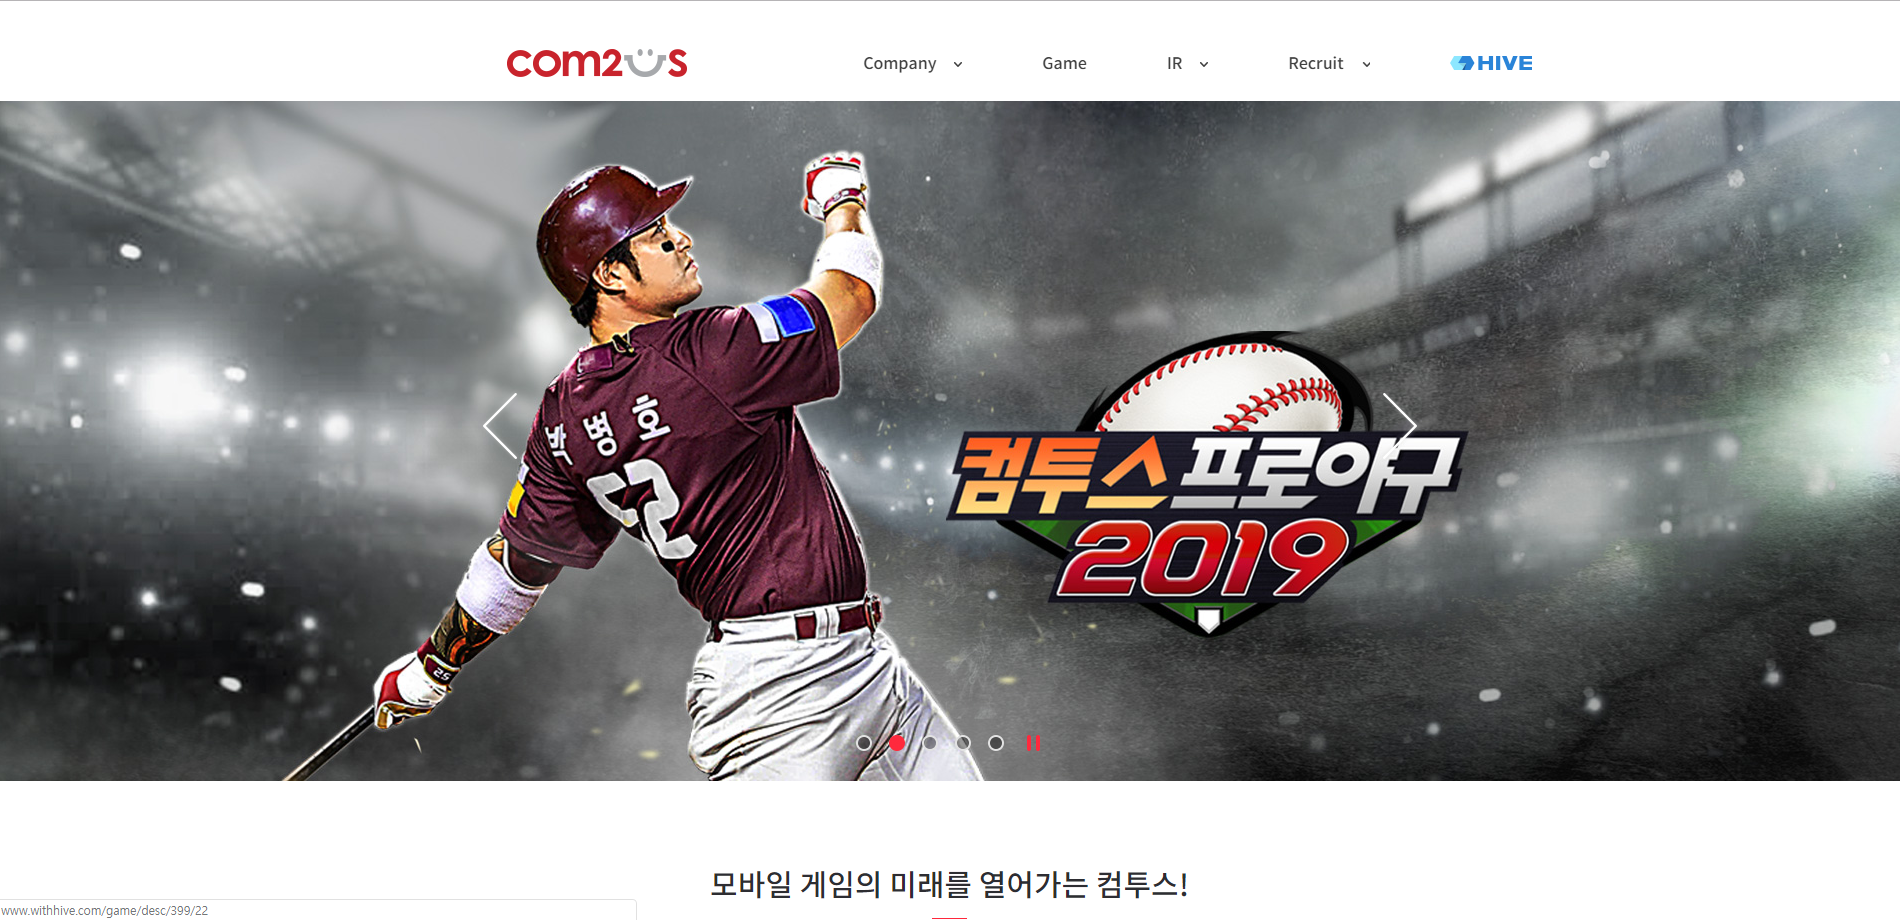 com2us
Company
Game
IR
Recruit
HIVE
박병호
52
25
컴투스프로야구
2019
모바일 게임의 미래를 열어가는 컴투스!
www.withhive.com/game/desc/399/22